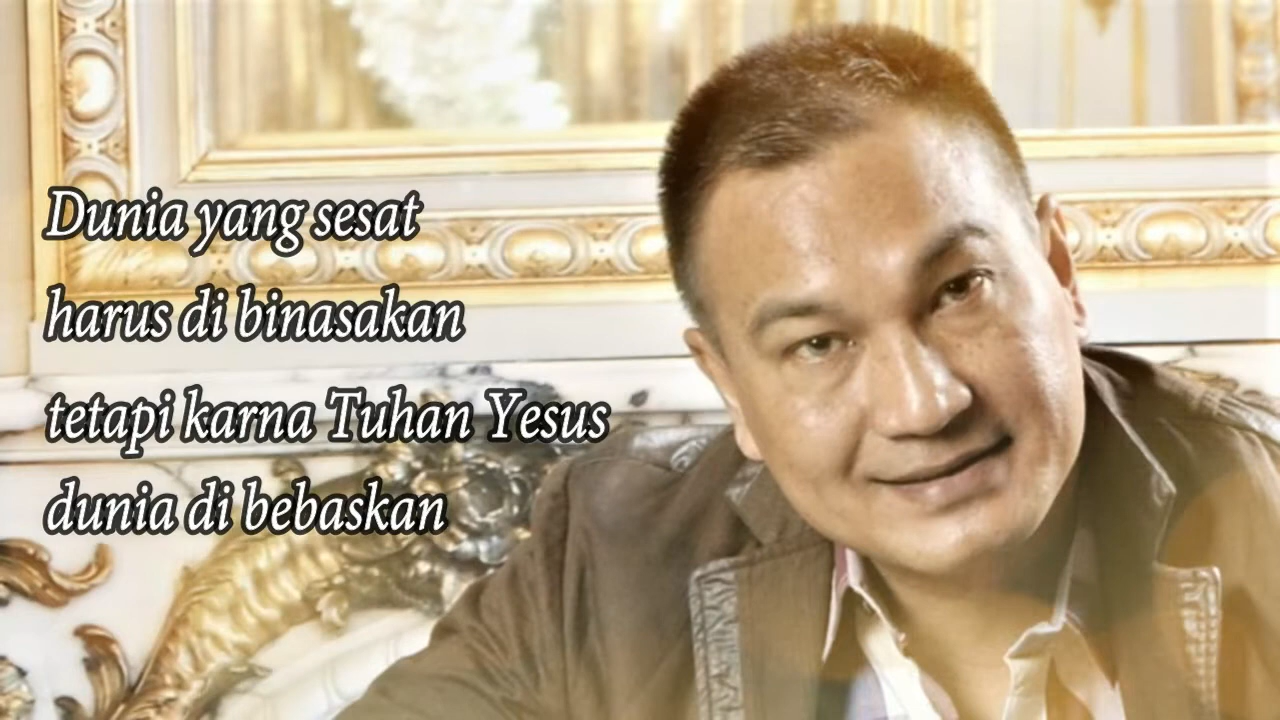 Dunia yang sesat
harus di binasakan
tetapi karna Tuhan Yesus
dunia di bebaskan